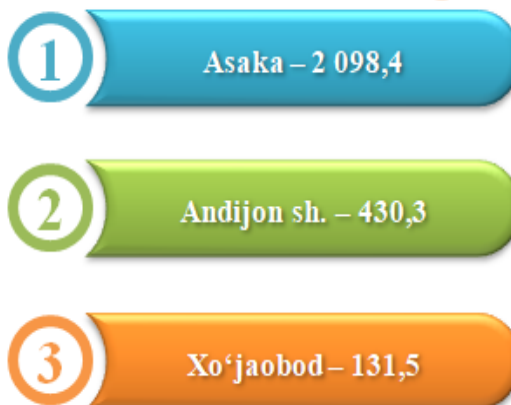 1
Asaka – 2 098,4
2
Andijon sh. – 430,3
3
Xo‘jaobod – 131,5